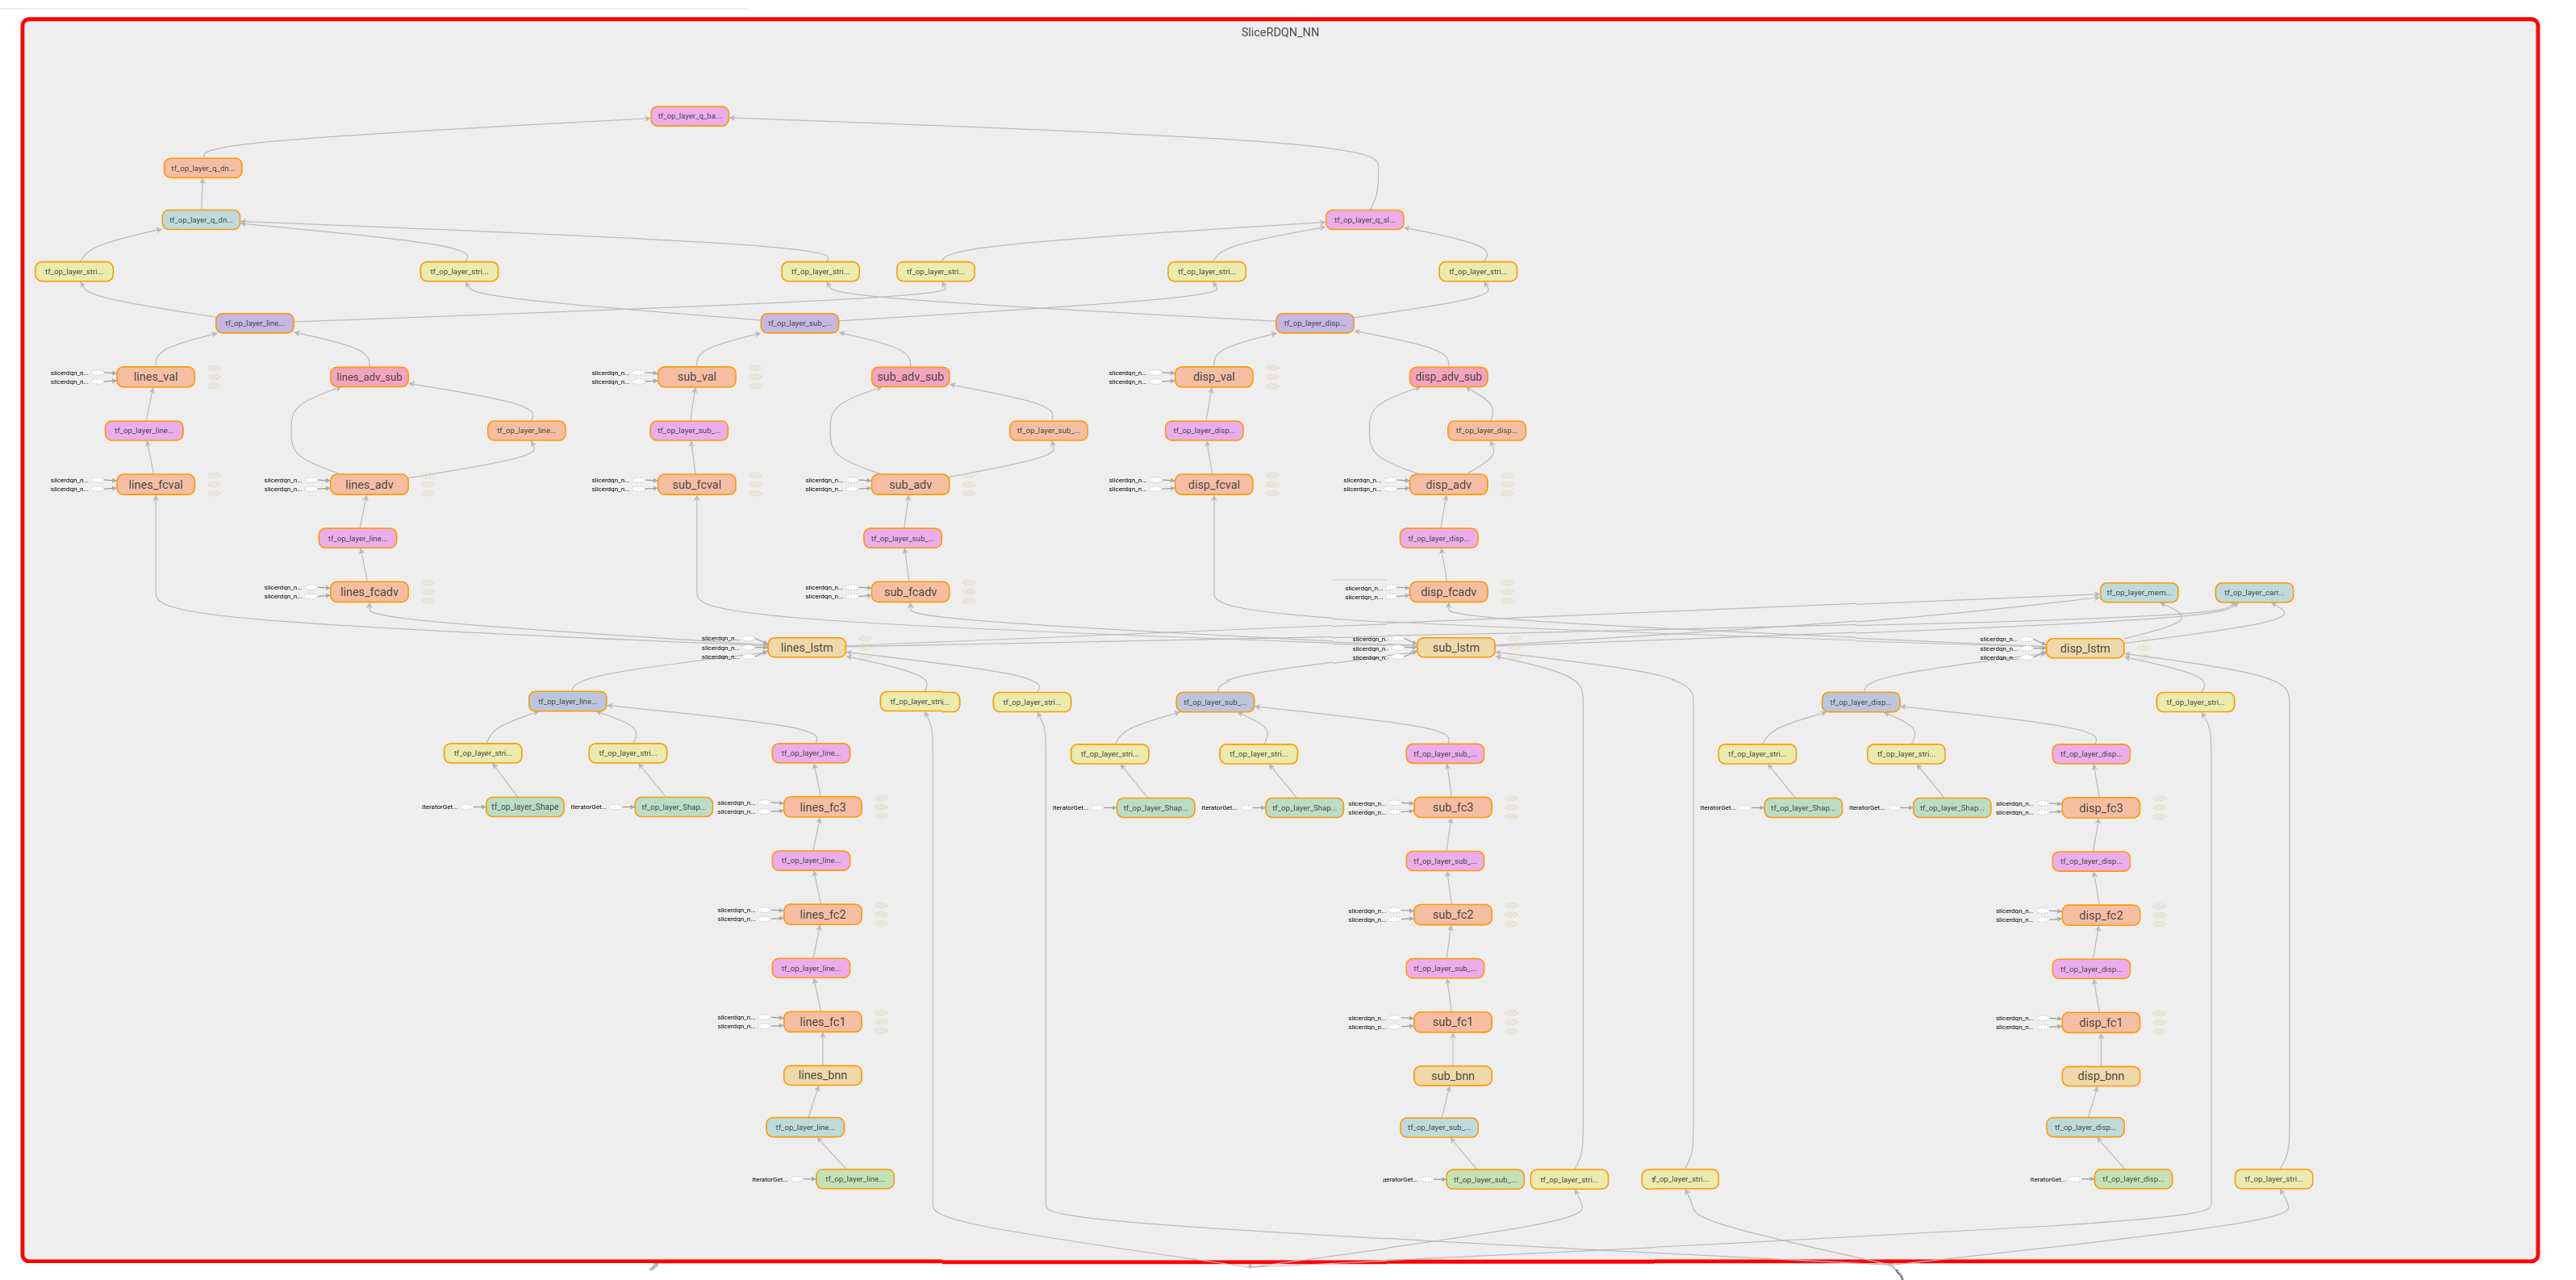 SliceRDQN_NN
tf_op_layer_q_ba...
tf_op_layer_q_dn...
tf_op_layer_q_dn...
tf_op_layer_q_sl...
tf_op_layer_stri...
tf_op_layer_stri...
tf_op_layer_stri...
tf_op_layer_stri...
tf_op_layer_stri...
tf_op_layer_stri...
tf_op_layer_line...
tf_op_layer_sub_...
tf_op_layer_disp...
slicerdqn_n...
slicerdqn_n...
lines_val
lines_adv_sub
slicerdqn_n...
slicerdqn_n...
sub_val
sub_adv_sub
slicerdqn_n...
slicerdqn_n...
disp_val
disp_adv_sub
tf_op_layer_line...
tf_op_layer_line...
tf_op_layer_sub_...
tf_op_layer_sub_...
tf_op_layer_disp...
tf_op_layer_disp...
slicerdqn_n...
slicerdqn_n...
lines_fcval
slicerdqn_n...
slicerdqn_n...
lines_adv
slicerdqn_n...
slicerdqn_n...
sub_fcval
slicerdqn_n...
slicerdqn_n...
sub_adv
slicerdqn_n...
slicerdqn_n...
disp_fcval
slicerdqn_n...
slicerdqn_n...
disp_adv
tf_op_layer_line...
tf_op_layer_sub_...
tf_op_layer_disp...
slicerdqn_n...
slicerdqn_n...
lines_fcadv
slicerdqn_n...
slicerdqn_n...
sub_fcadv
slicerdqn_n...
slicerdqn_n...
disp_fcadv
tf_op_layer_mem...
tf_op_layer_carr...
slicerdqn_n...
slicerdqn_n...
slicerdqn_n...
lines_lstm
slicerdqn_n..
slicerdqn_n...
slicerdqn_n...
sub_lstm
slicerdqn_n...
slicerdqn_n...
slicerdqn_n...
disp_lstm
tf_op_layer_line...
tf_op_layer_stri...
tf_op_layer_stri...
tf_op_layer_sub_...
tf_op_layer_disp...
tf_op_layer_stri...
tf_op_layer_stri...
tf_op_layer_stri...
tf_op_layer_line...
tf_op_layer_stri...
tf_op_layer_stri...
tf_op_layer_sub_...
tf_op_layer_stri...
tf_op_layer_stri...
tf_op_layer_disp...
IteratorGet...
tf_op_layer_Shape
IteratorGet...
tf_op_layer_Shap...
slicerdqn_n...
slicerdqn_n...
lines_fc3
IteratorGet...
tf_op_layer_Shap...
IteratorGet...
tf_op_layer_Shap...
slicerdqn_n...
slicerdqn_n...
sub_fc3
IteratorGet...
tf_op_layer_Shap...
IteratorGet...
tf_op_layer_Shap...
slicerdqn_n...
slicerdqn_n...
disp_fc3
tf_op_layer_line...
tf_op_layer_sub_...
tf_op_layer_disp...
slicerdqn_n...
slicerdqn_n...
lines_fc2
slicerdqn_n...
slicerdqn_n...
sub_fc2
slicerdqn_n...
slicerdqn_n...
disp_fc2
tf_op_layer_line...
tf_op_layer_sub_...
tf_op_layer_disp...
slicerdqn_n...
slicerdqn_n...
lines_fc1
slicerdqn_n...
slicerdqn_n...
sub_fc1
slicerdqn_n...
slicerdqn_n...
disp_fc1
lines_bnn
sub_bnn
disp_bnn
tf_op_layer_line...
tf_op_layer_sub_...
tf_op_layer_disp...
IteratorGet...
tf_op_layer_line...
IteratorGet...
tf_op_layer_sub_...
tf_op_layer_stri...
tf_op_layer_stri...
IteratorGet...
tf_op_layer_disp...
tf_op_layer_stri...